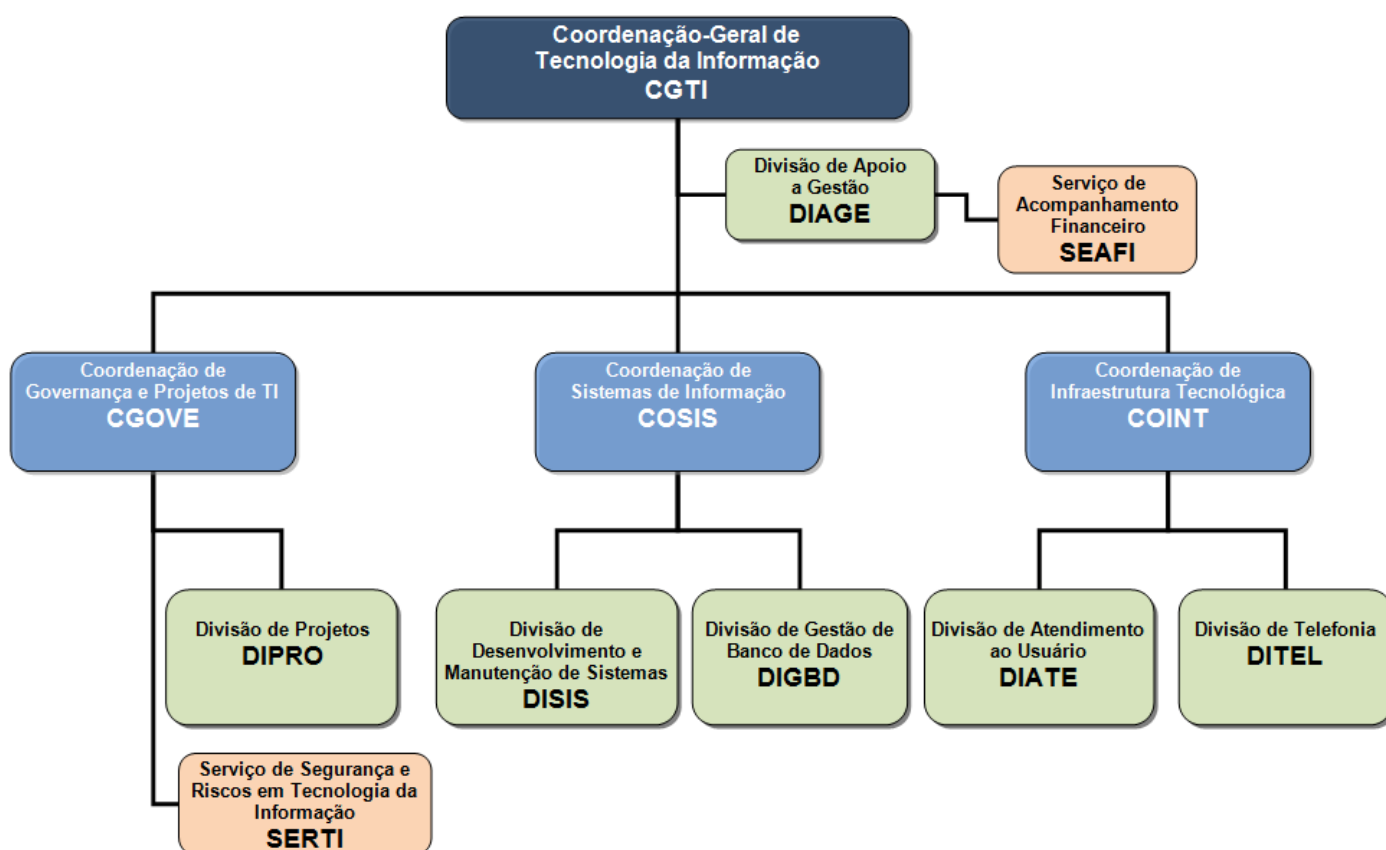 Coordenação-Geral de
Tecnologia da Informação
CGTI
Divisão de Apoio
a Gestão
DIAGE
Serviço de
Acompanhamento
Financeiro
SEAFI
Coordenação de
Governança e Projetos de TI
CGOVE
Coordenação de
Sistemas de Informação
COSIS
Coordenação de
Infraestrutura Tecnológica
COINT
Divisão de Projetos
DIPRO
Divisão de
Desenvolvimento e
Manutenção de Sistemas
DISIS
Divisão de Gestão de
Banco de Dados
DIGBD
Divisão de Atendimento
ao Usuário
DIATE
Divisão de Telefonia
DITEL
Serviço de Segurança e
Riscos em Tecnologia da
Informação
SERTI